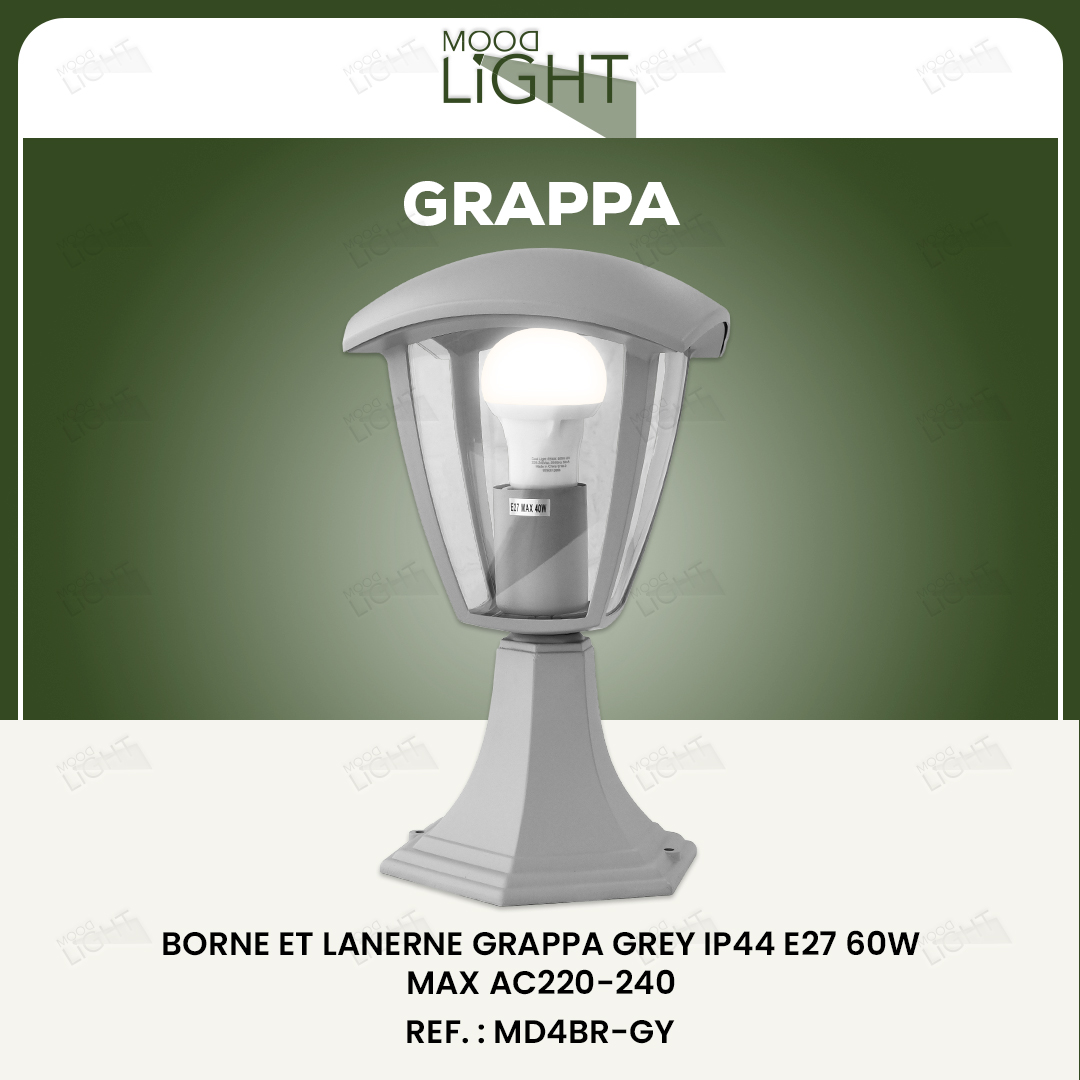 MOOD
LiGHT
GRAPPA
E27 MAX 40W
BORNE ET LANERNE GRAPPA GREY IP44 E27 60W
MAX AC220-240
REF. : MD4BR-GY